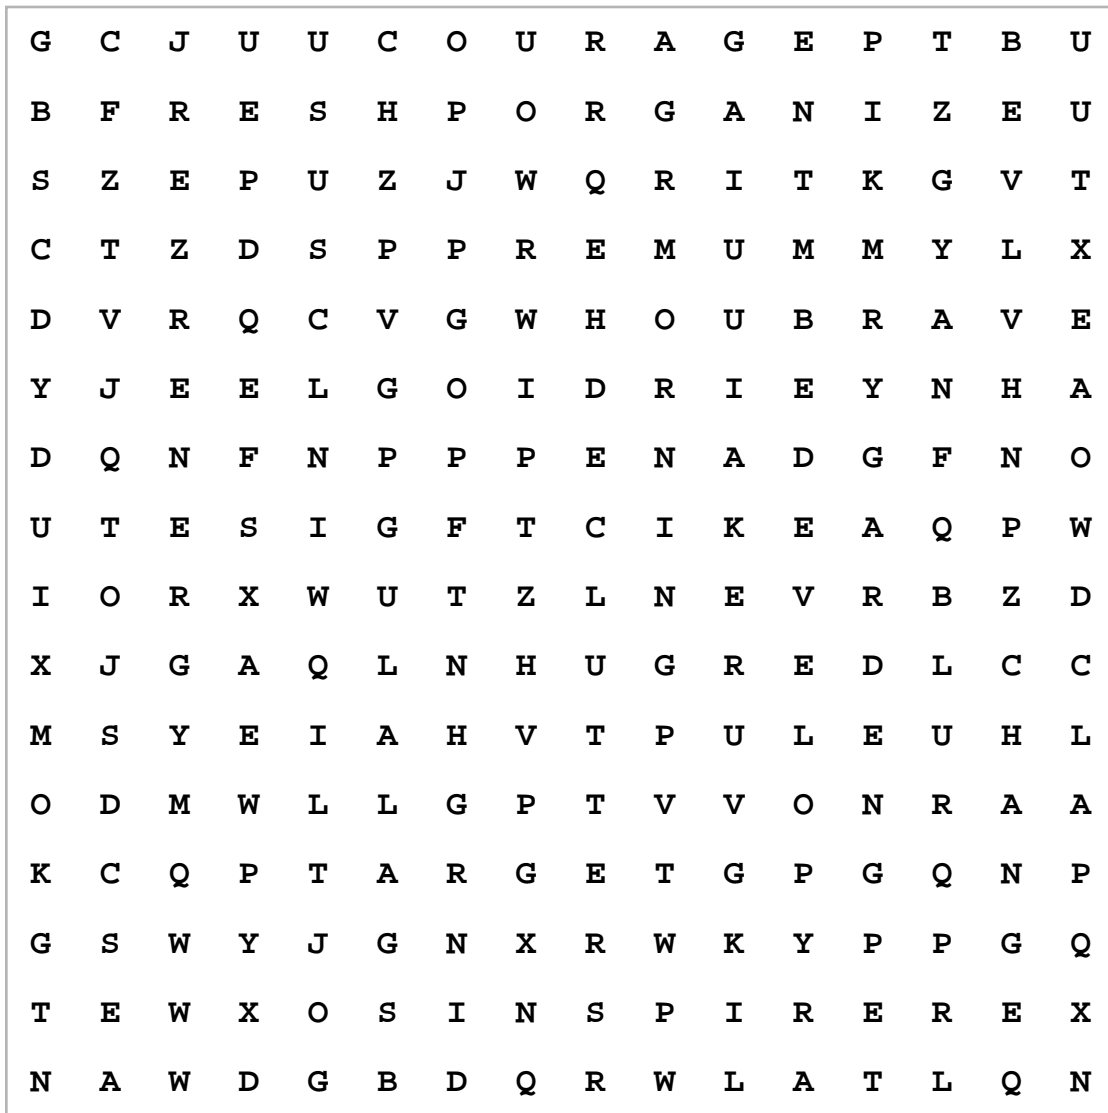 G C J U U C O U R A G E P T B U
B F R E S H P O R G A N I Z E U
S Z E P U Z J W Q R I T K G V T
C T Z D S P P R E M U M M Y L X
D V R Q C V G W H O U B R A V E
Y J E E L G O I D R I E Y N H A
D Q N F N P P P E N A D G F N O
U T E S I G F T C I K E A Q P W
I O R X W U T Z L N E V R B Z D
X J G A Q L N H U G R E D L C C
M S Y E I A H V T P U L E U H L
O D M W L L G P T V V O N R A A
K C Q P T A R G E T G P G Q N P
G S W Y J G N X R W K Y P P G Q
T E W X O S I N S P I R E R E X
N A W D G B D Q R W L A T L Q N